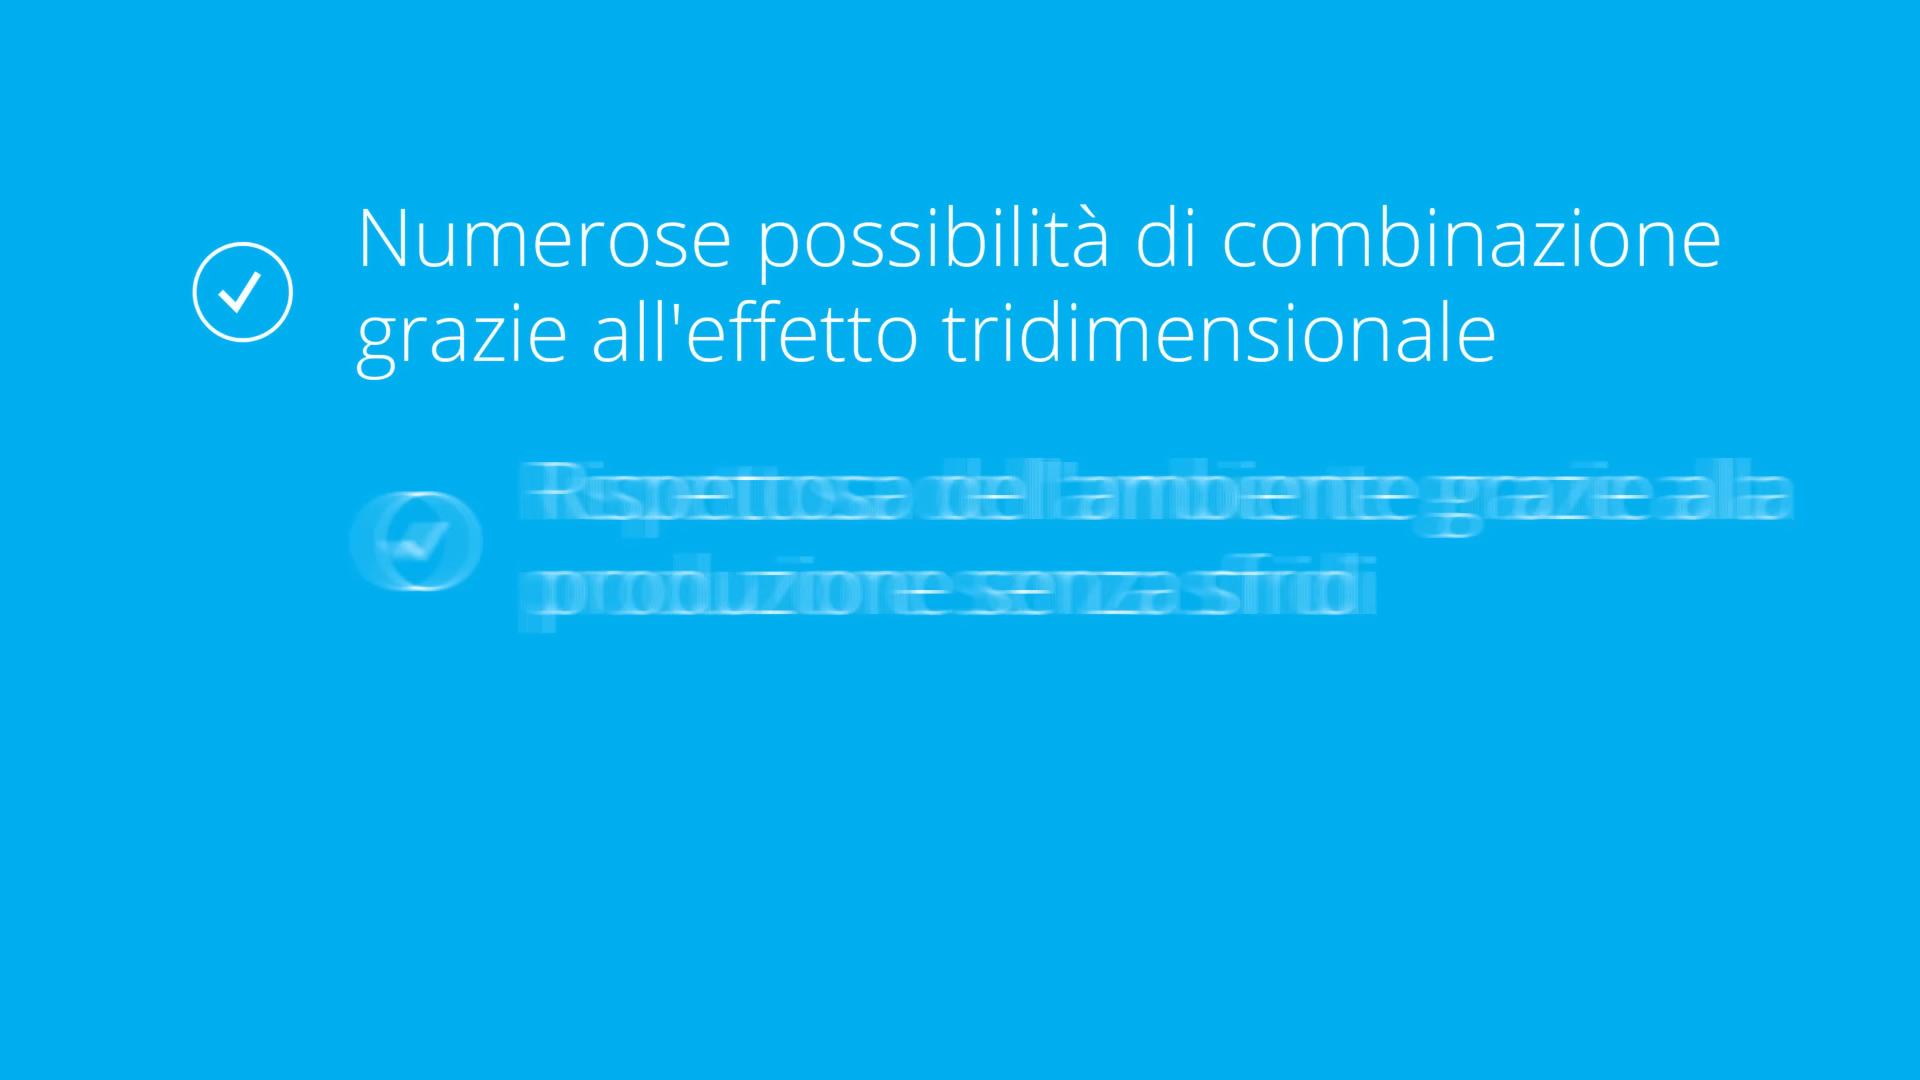 Numerose possibilità di combinazione
grazie all'effetto tridimensionale
Rispettosa dell'ambiente grazie alla
produzione senza sfridi